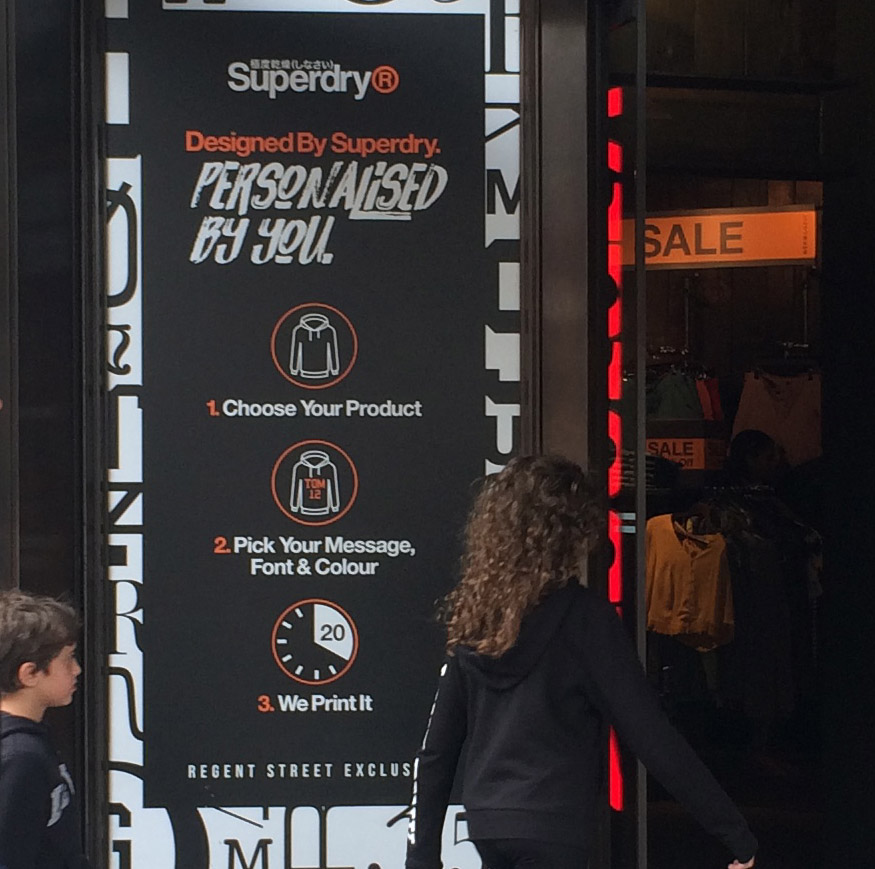 極度乾燥(しなさい)
Superdry®
Designed By Superdry.
PERSONALISED
BY YOU.
1. Choose Your Product
TOM
12
2. Pick Your Message,
Font & Colour
20
3. We Print It
REGENT STREET EXCLUS
SALE
SALE
M
M